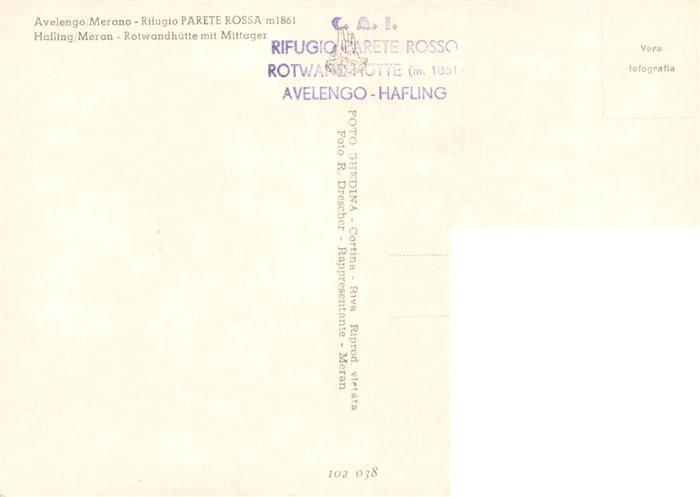 Avelengo/Merano - Rifugio PARETE ROSSA m1861
Hafling/Meran - Rotwandhütte mit Mittager
C. A. I.
RIFUGIO PARETE ROSSO
ROTWANDHÜTTE (m. 1861)
AVELENGO - HAFLING
Vera
fotografia
FOTO GHEDINA - Cortina - Riva Riprod. vietata
Foto R. Drescher - Rappresentante - Meran
102 038